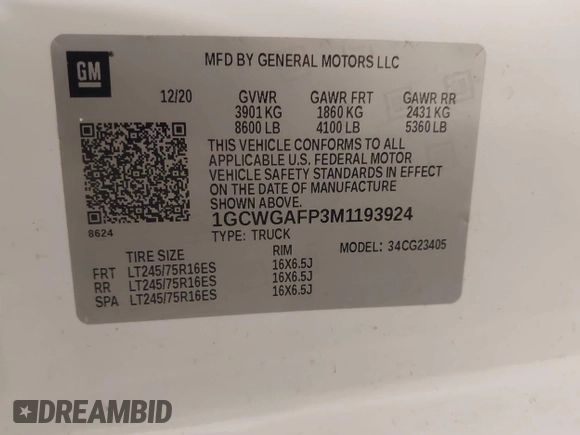 GM
MFD BY GENERAL MOTORS LLC
12/20 GVWR GAWR FRT GAWR RR
3901 KG 1860 KG 2431 KG
8600 LB 4100 LB 5360 LB
THIS VEHICLE CONFORMS TO ALL
APPLICABLE U.S. FEDERAL MOTOR
VEHICLE SAFETY STANDARDS IN EFFECT
ON THE DATE OF MANUFACTURE
SHOWN ABOVE.
8624
1GCWGAFP3M1193924
TYPE: TRUCK
MODEL: 34CG23405
TIRE SIZE RIM
FRT LT245/75R16ES 16X6.5J
RR LT245/75R16ES 16X6.5J
SPA LT245/75R16ES 16X6.5J
DREAMBID